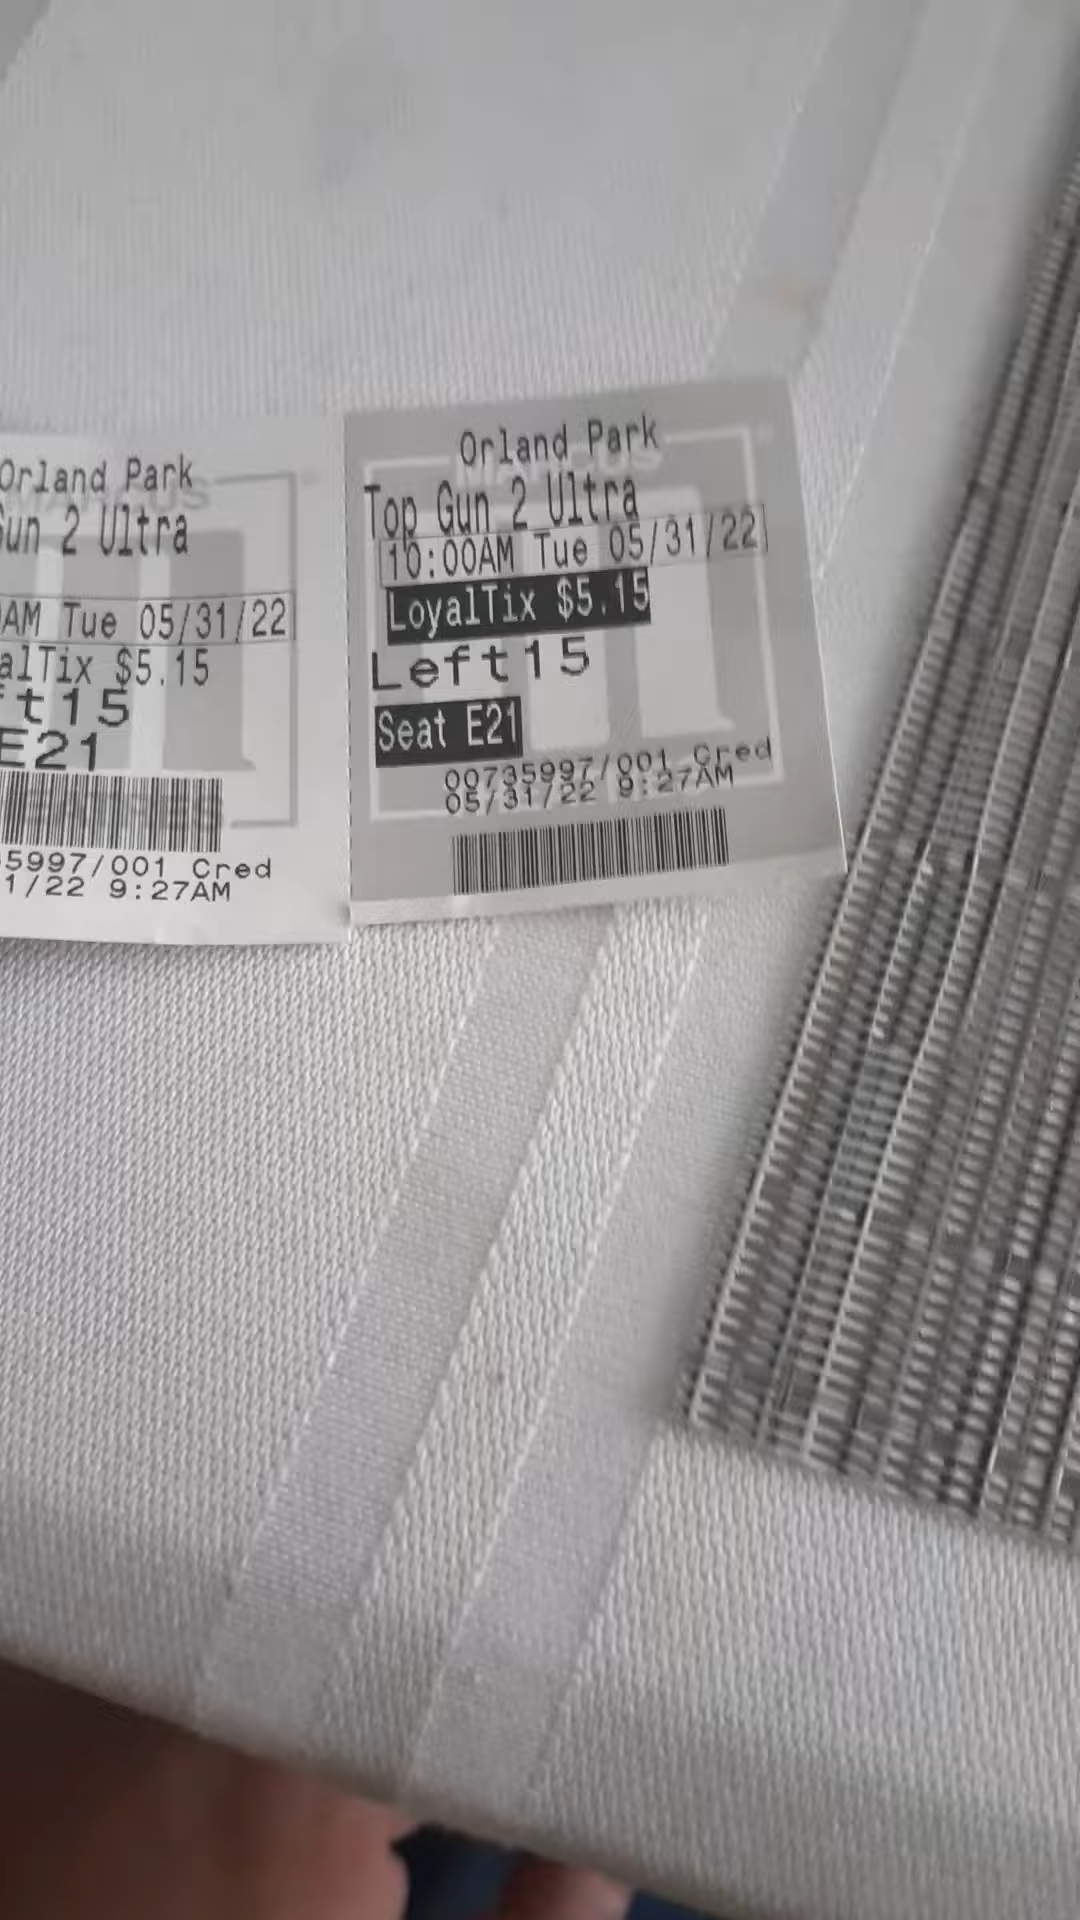 Orland Park
Gun 2 Ultra
AM Tue 05/31/22
alTix $5.15
t15
E21
5997/001 Cred
1/22 9:27AM
Orland Park
MARCUS
Top Gun 2 Ultra
10:00AM Tue 05/31/22
LoyalTix $5.15
Left15
Seat E21
00735997/001 Cred
05/31/22 9:27AM